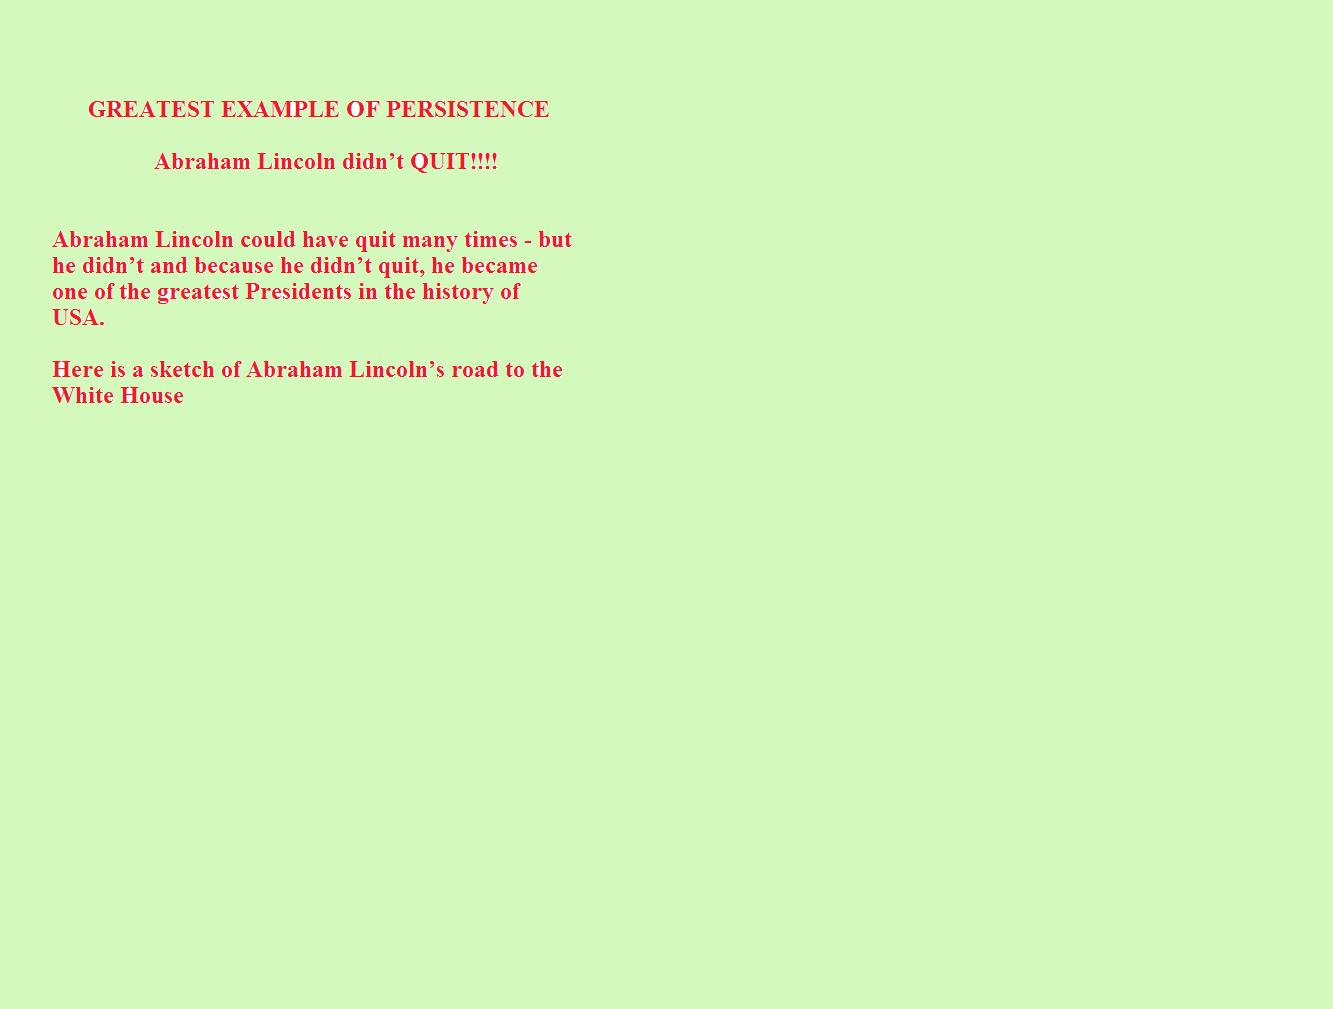 GREATEST EXAMPLE OF PERSISTENCE
Abraham Lincoln didn’t QUIT!!!!
Abraham Lincoln could have quit many times - but
he didn’t and because he didn’t quit, he became
one of the greatest Presidents in the history of
USA.
Here is a sketch of Abraham Lincoln’s road to the
White House